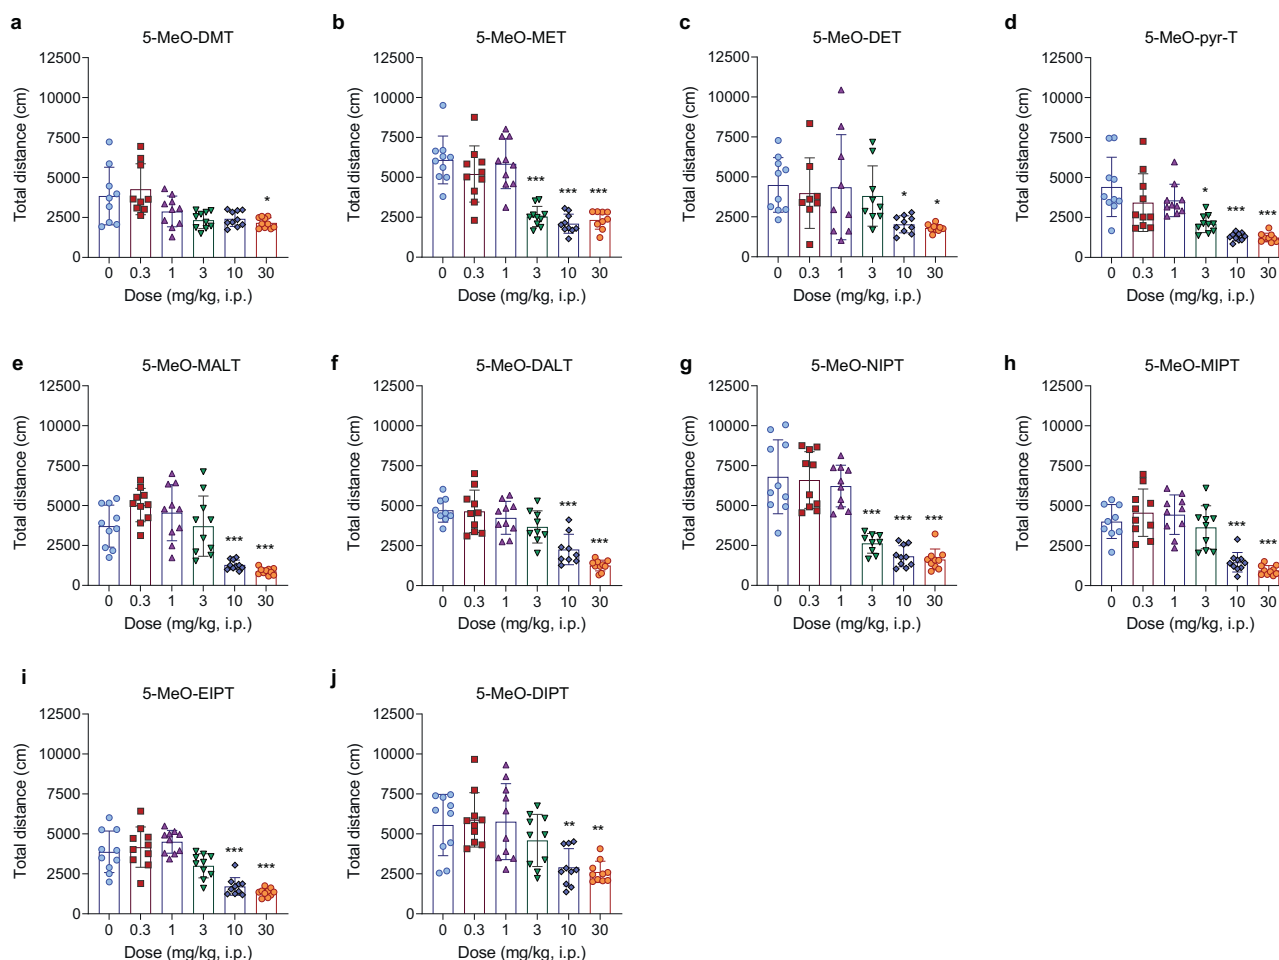 a
5-MeO-DMT
Total distance (cm)
12500
10000
7500
5000
2500
0
*
0 0.3 1 3 10 30
Dose (mg/kg, i.p.)
b
5-MeO-MET
Total distance (cm)
12500
10000
7500
5000
2500
0
*** *** ***
0 0.3 1 3 10 30
Dose (mg/kg, i.p.)
c
5-MeO-DET
Total distance (cm)
12500
10000
7500
5000
2500
0
* *
0 0.3 1 3 10 30
Dose (mg/kg, i.p.)
d
5-MeO-pyr-T
Total distance (cm)
12500
10000
7500
5000
2500
0
* *** ***
0 0.3 1 3 10 30
Dose (mg/kg, i.p.)
e
5-MeO-MALT
Total distance (cm)
12500
10000
7500
5000
2500
0
*** ***
0 0.3 1 3 10 30
Dose (mg/kg, i.p.)
f
5-MeO-DALT
Total distance (cm)
12500
10000
7500
5000
2500
0
*** ***
0 0.3 1 3 10 30
Dose (mg/kg, i.p.)
g
5-MeO-NIPT
Total distance (cm)
12500
10000
7500
5000
2500
0
*** *** ***
0 0.3 1 3 10 30
Dose (mg/kg, i.p.)
h
5-MeO-MIPT
Total distance (cm)
12500
10000
7500
5000
2500
0
*** ***
0 0.3 1 3 10 30
Dose (mg/kg, i.p.)
i
5-MeO-EIPT
Total distance (cm)
12500
10000
7500
5000
2500
0
*** ***
0 0.3 1 3 10 30
Dose (mg/kg, i.p.)
j
5-MeO-DIPT
Total distance (cm)
12500
10000
7500
5000
2500
0
** **
0 0.3 1 3 10 30
Dose (mg/kg, i.p.)